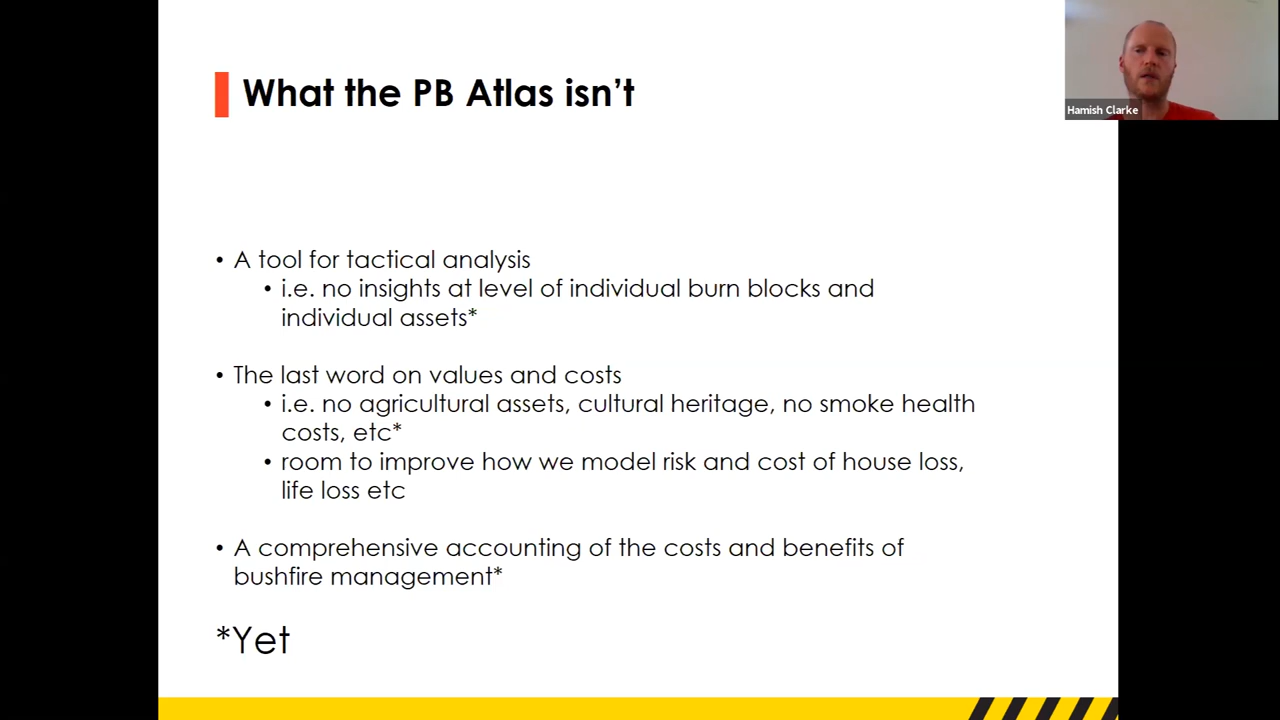 What the PB Atlas isn't
Hamish Clarke
• A tool for tactical analysis
• i.e. no insights at level of individual burn blocks and
individual assets*
• The last word on values and costs
• i.e. no agricultural assets, cultural heritage, no smoke health
costs, etc*
• room to improve how we model risk and cost of house loss,
life loss etc
• A comprehensive accounting of the costs and benefits of
bushfire management*
*Yet